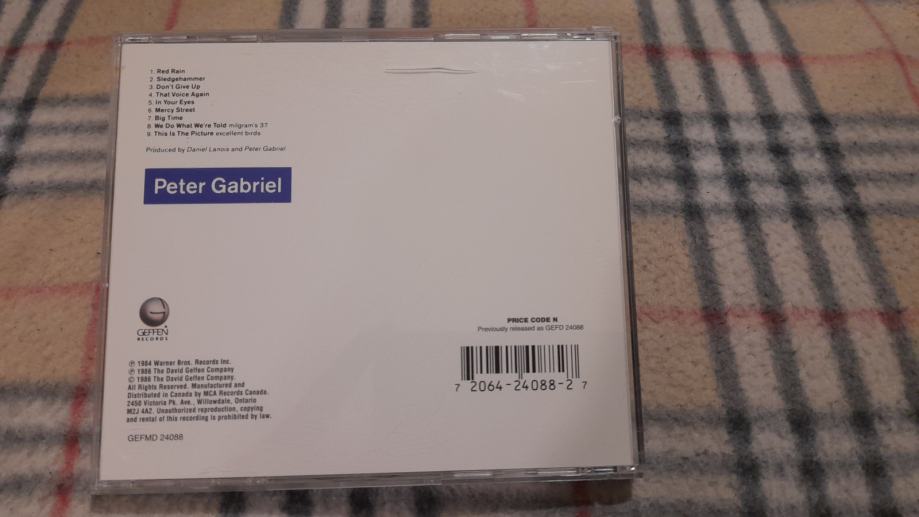 1. Red Rain
2. Sledgehammer
3. Don't Give Up
4. That Voice Again
5. In Your Eyes
6. Mercy Street
7. Big Time
8. We Do What We're Told milgram's 37
9. This Is The Picture excellent birds
Produced by Daniel Lanois and Peter Gabriel
Peter Gabriel
GEFFEN
RECORDS
℗ 1984 Warner Bros. Records Inc.
℗ 1986 The David Geffen Company
© 1986 The David Geffen Company.
All Rights Reserved. Manufactured and
Distributed in Canada by MCA Records Canada.
2450 Victoria Pk. Ave., Willowdale, Ontario
M2J 4A2. Unauthorized reproduction, copying
and rental of this recording is prohibited by law.
GEFMD 24088
PRICE CODE N
Previously released as GEFD 24088
7 2064-24088-2 7